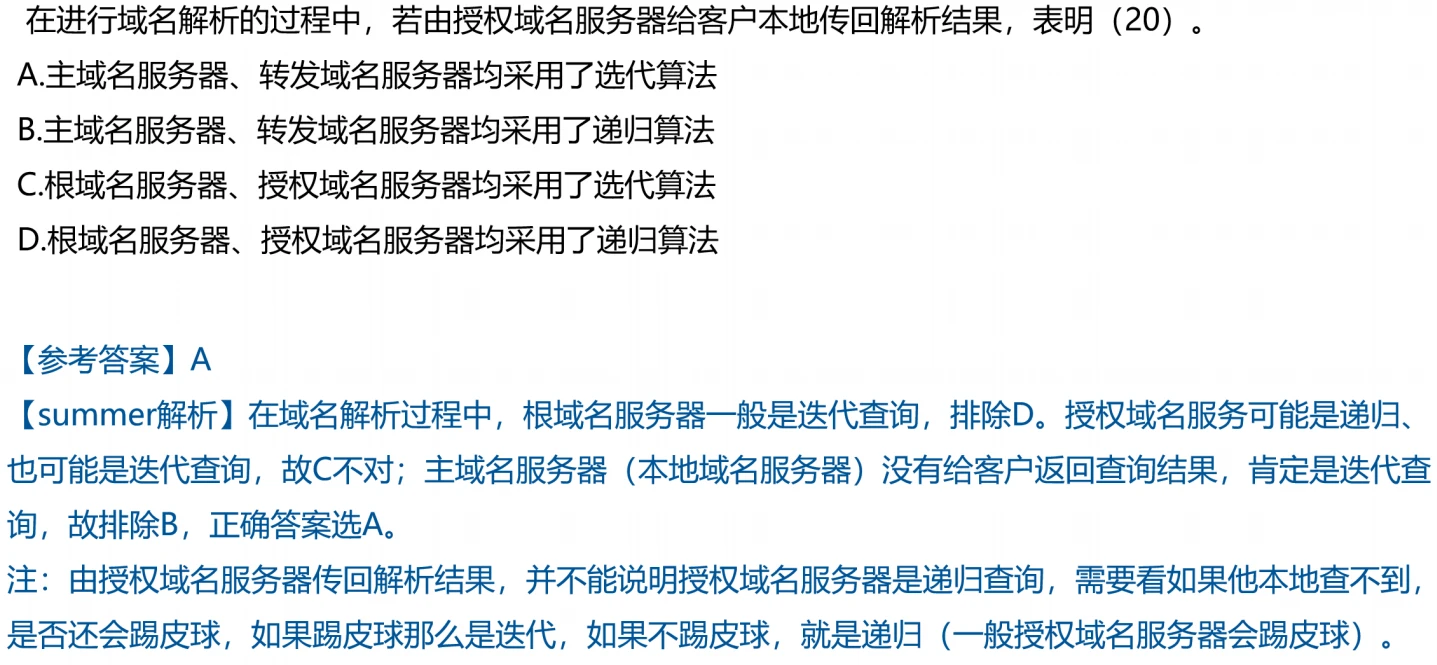 在进行域名解析的过程中，若由授权域名服务器给客户本地传回解析结果，表明（20）。
A.主域名服务器、转发域名服务器均采用了选代算法
B.主域名服务器、转发域名服务器均采用了递归算法
C.根域名服务器、授权域名服务器均采用了选代算法
D.根域名服务器、授权域名服务器均采用了递归算法
【参考答案】A
【summer解析】在域名解析过程中，根域名服务器一般是迭代查询，排除D。授权域名服务可能是递归、
也可能是迭代查询，故C不对；主域名服务器（本地域名服务器）没有给客户返回查询结果，肯定是迭代查
询，故排除B，正确答案选A。
注：由授权域名服务器传回解析结果，并不能说明授权域名服务器是递归查询，需要看如果他本地查不到，
是否还会踢皮球，如果踢皮球那么是迭代，如果不踢皮球，就是递归（一般授权域名服务器会踢皮球）。